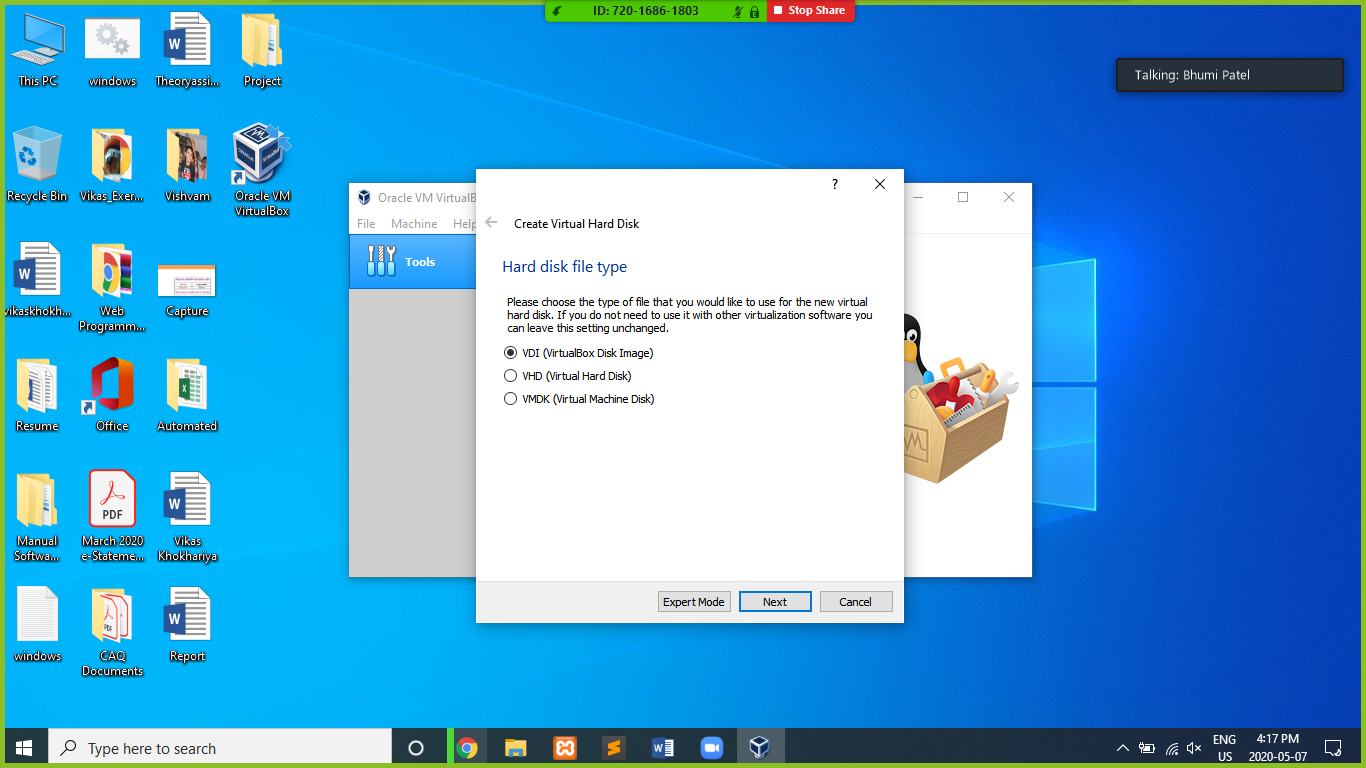 ID: 720-1686-1803
Stop Share
Talking: Bhumi Patel
This PC
windows
Theoryassi...
Project
Recycle Bin
Vikas_Exer...
Vishvam
Oracle VM
VirtualBox
vikaskhokh...
Web
Programm...
Capture
Resume
Office
Automated
Manual
Softwa...
PDF
March 2020
e-Stateme...
Vikas
Khokhariya
windows
CAQ
Documents
Report
Oracle VM VirtualB
File Machine Help
Tools
?
Create Virtual Hard Disk
Hard disk file type
Please choose the type of file that you would like to use for the new virtual
hard disk. If you do not need to use it with other virtualization software you
can leave this setting unchanged.
VDI (VirtualBox Disk Image)
VHD (Virtual Hard Disk)
VMDK (Virtual Machine Disk)
Expert Mode
Next
Cancel
Type here to search
ENG
US
4:17 PM
2020-05-07